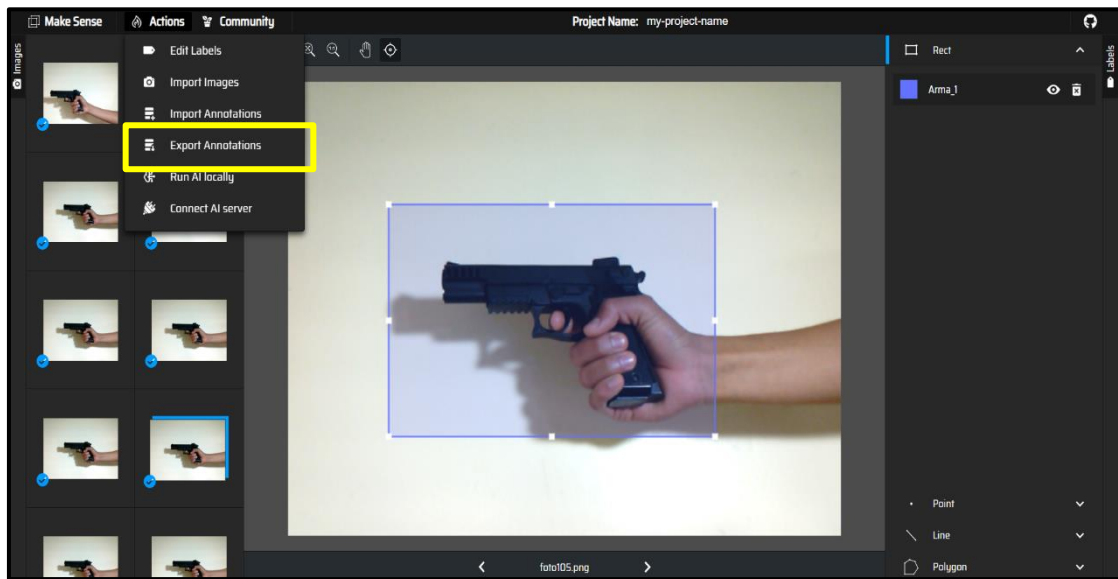 Make Sense
Actions
Community
Project Name: my-project-name
Images
Labels
Edit Labels
Import Images
Import Annotations
Export Annotations
Run AI locally
Connect AI server
Rect
Arma_1
Point
Line
Polygon
foto105.png